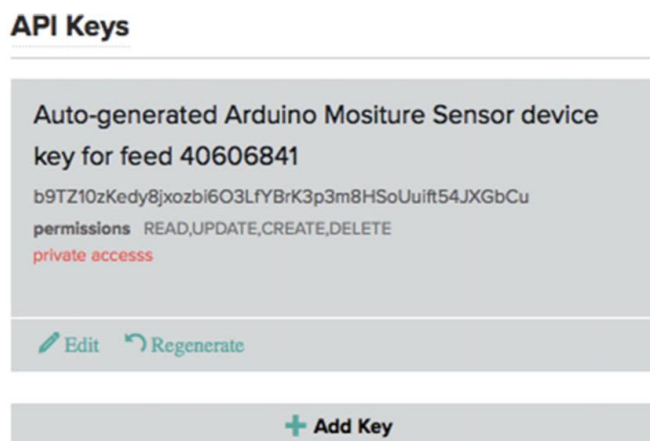 API Keys
Auto-generated Arduino Mositure Sensor device
key for feed 40606841
b9TZ10zKedy8jxozbi6O3LfYBrK3p3m8HSoUuift54JXGbCu
permissions READ,UPDATE,CREATE,DELETE
private accesss
Edit Regenerate
Add Key